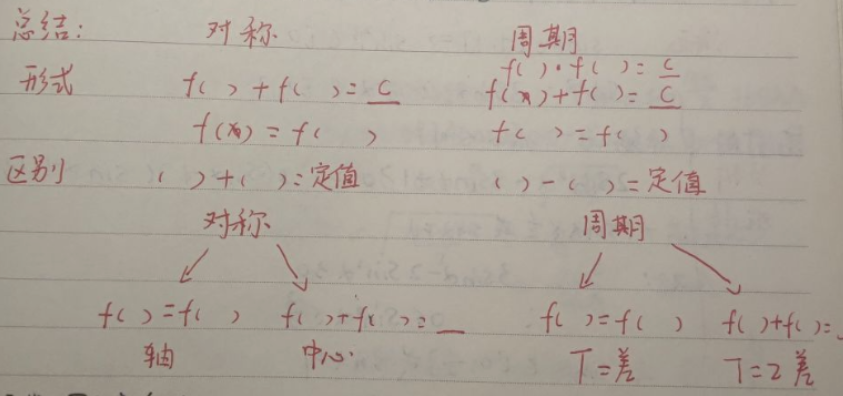 总结: 对称 周期
f( )·f( )=c
形式 f( )+f( )=c f(x)+f( )=c
f(x)=f( ) f( )=f( )
区别 ( )+( )=定值 ( )-( )=定值
对称 周期
f( )=f( ) f( )+f( )=__ f( )=f( ) f( )+f( )=
轴 中心 T=差 T=2差